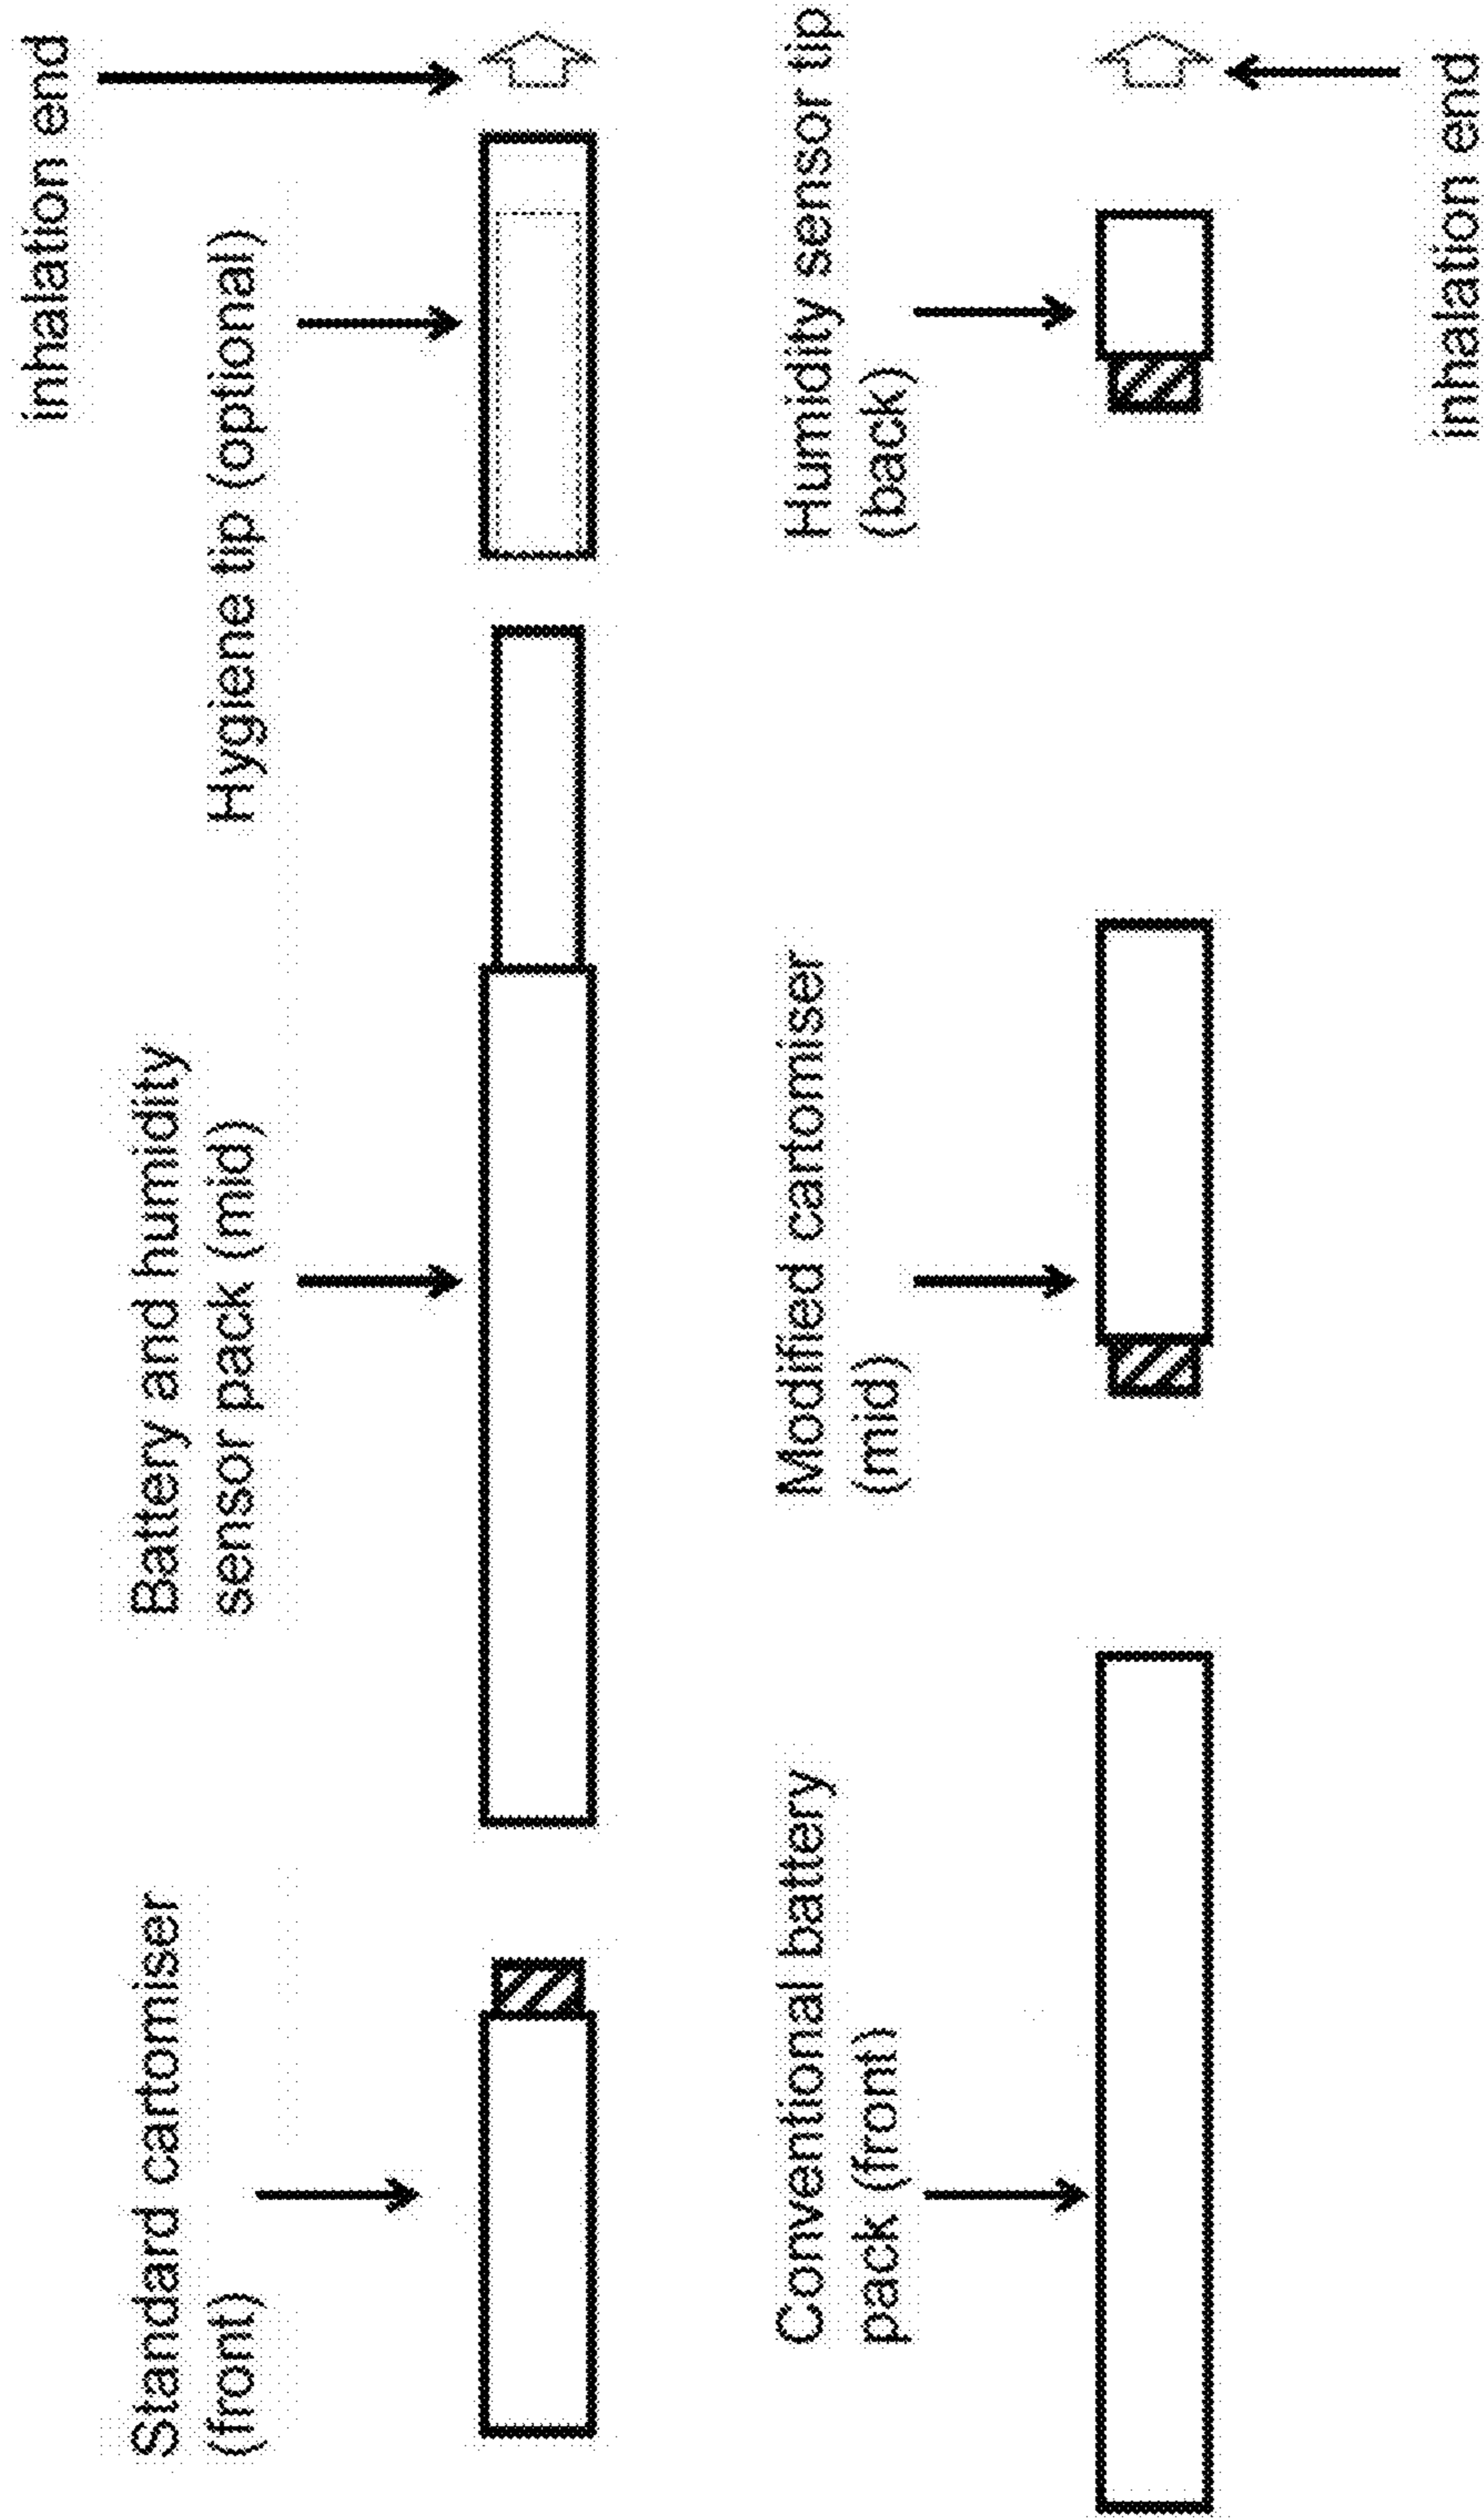 inhalation end
Standard cartomiser
(front)
Battery and humidity
sensor pack (mid)
Hygiene tip (optional)
Conventional battery
pack (front)
Modified cartomiser
(mid)
Humidity sensor tip
(back)
inhalation end